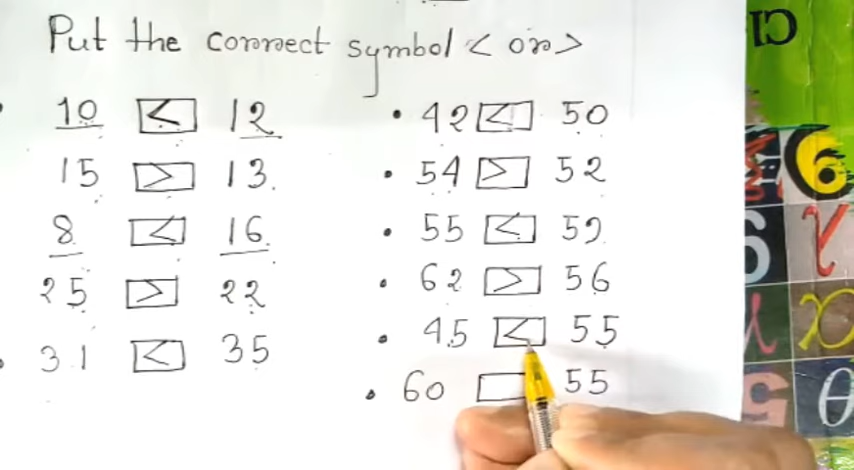 Put the correct symbol < or >
10 < 12
15 > 13
8 < 16
25 > 22
31 < 35
42 < 50
54 > 52
55 < 59
62 > 56
45 < 55
60 55